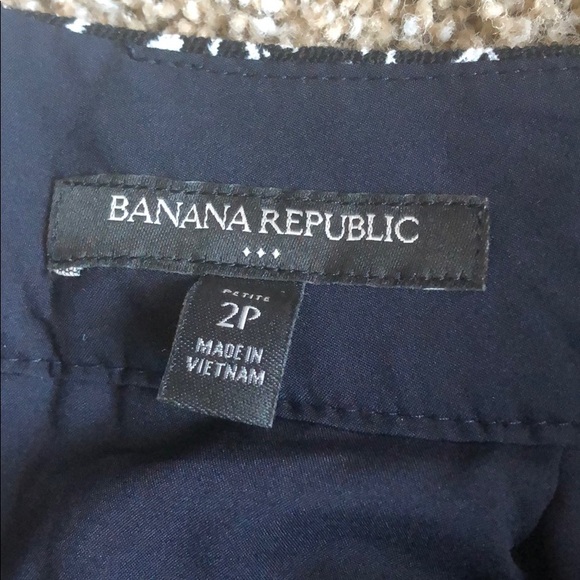 BANANA REPUBLIC
PETITE
2P
MADE IN
VIETNAM